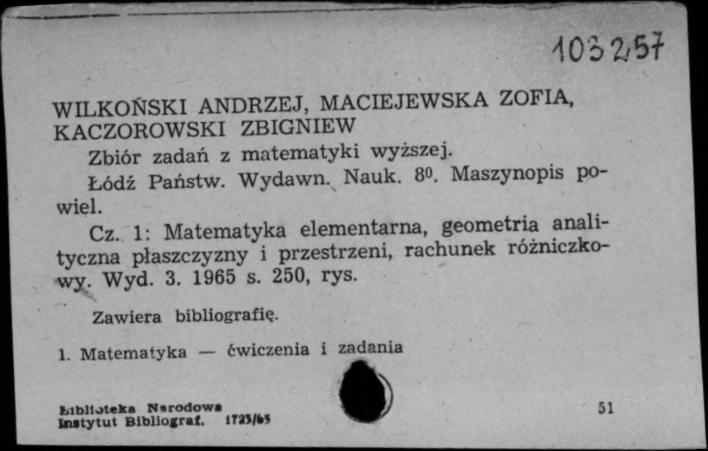 103257
WILKOŃSKI ANDRZEJ, MACIEJEWSKA ZOFIA,
KACZOROWSKI ZBIGNIEW
Zbiór zadań z matematyki wyższej.
Łódź Państw. Wydawn. Nauk. 8⁰. Maszynopis po-
wiel.
Cz. 1: Matematyka elementarna, geometria anali-
tyczna płaszczyzny i przestrzeni, rachunek różniczko-
wy. Wyd. 3. 1965 s. 250, rys.
Zawiera bibliografię.
1. Matematyka — ćwiczenia i zadania
Biblioteka Narodowa
Instytut Bibliograf. 1723/65
51